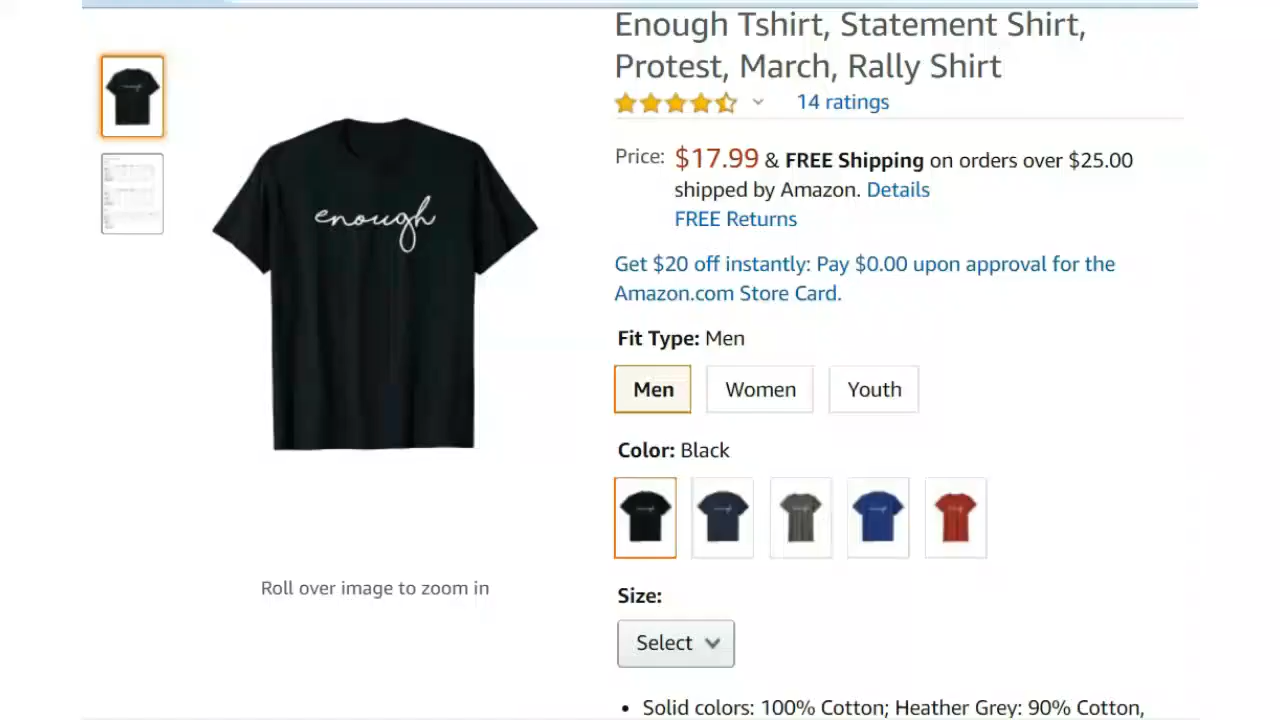 Enough Tshirt, Statement Shirt,
Protest, March, Rally Shirt
14 ratings
Price: $17.99 & FREE Shipping on orders over $25.00
shipped by Amazon. Details
FREE Returns
Get $20 off instantly: Pay $0.00 upon approval for the
Amazon.com Store Card.
enough
Fit Type: Men
Men Women Youth
Color: Black
Roll over image to zoom in
Size:
Select
• Solid colors: 100% Cotton; Heather Grey: 90% Cotton,